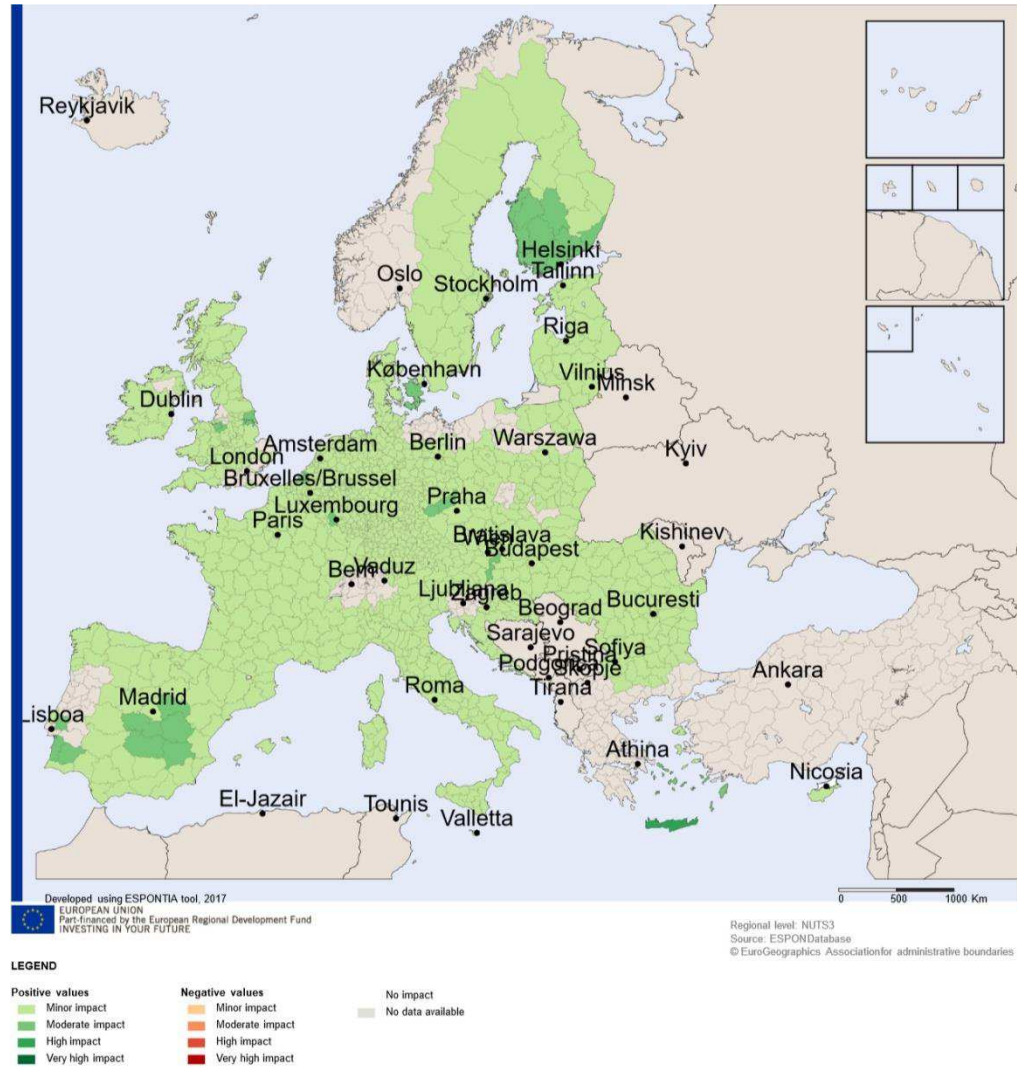 Reykjavik
Helsinki
Tallinn
Oslo
Stockholm
Riga
København
Vilnius
Minsk
Dublin
Amsterdam
Berlin
Warszawa
London
Kyiv
Bruxelles/Brussel
Praha
Luxembourg
Paris
Bratislava
Wien
Kishinev
Budapest
Bern
Vaduz
Ljubljana
Zagreb
Beograd
Bucuresti
Sarajevo
Sofiya
Pristina
Podgorica
Skopje
Ankara
Madrid
Roma
Tirana
Lisboa
Athina
Nicosia
El-Jazair
Tounis
Valletta
Developed using ESPONTIA tool, 2017
0 500 1000 Km
EUROPEAN UNION
Part-financed by the European Regional Development Fund
INVESTING IN YOUR FUTURE
Regional level: NUTS3
Source: ESPONDatabase
© EuroGeographics Associationfor administrative boundaries
LEGEND
Positive values
Minor impact
Moderate impact
High impact
Very high impact
Negative values
Minor impact
Moderate impact
High impact
Very high impact
No impact
No data available